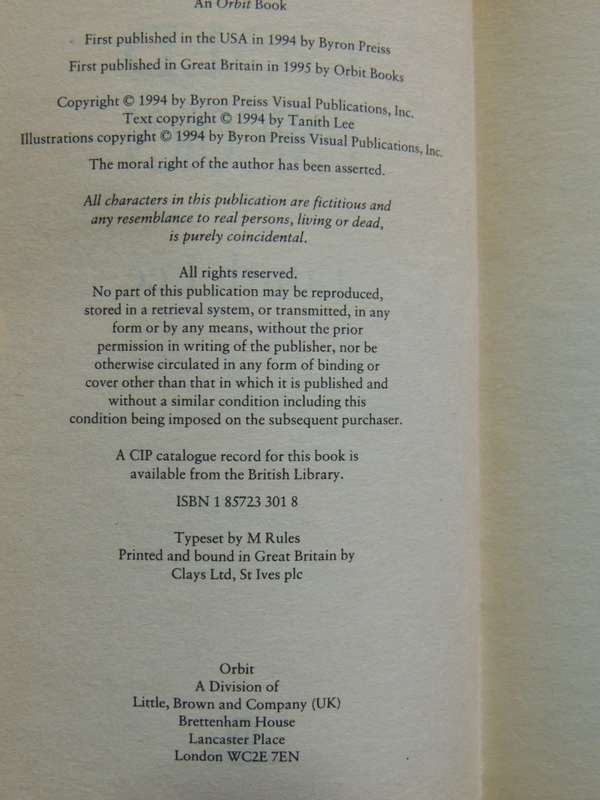 An Orbit Book
First published in the USA in 1994 by Byron Preiss
First published in Great Britain in 1995 by Orbit Books
Copyright © 1994 by Byron Preiss Visual Publications, Inc.
Text copyright © 1994 by Tanith Lee
Illustrations copyright © 1994 by Byron Preiss Visual Publications, Inc.
The moral right of the author has been asserted.
All characters in this publication are fictitious and
any resemblance to real persons, living or dead,
is purely coincidental.
All rights reserved.
No part of this publication may be reproduced,
stored in a retrieval system, or transmitted, in any
form or by any means, without the prior
permission in writing of the publisher, nor be
otherwise circulated in any form of binding or
cover other than that in which it is published and
without a similar condition including this
condition being imposed on the subsequent purchaser.
A CIP catalogue record for this book is
available from the British Library.
ISBN 1 85723 301 8
Typeset by M Rules
Printed and bound in Great Britain by
Clays Ltd, St Ives plc
Orbit
A Division of
Little, Brown and Company (UK)
Brettenham House
Lancaster Place
London WC2E 7EN